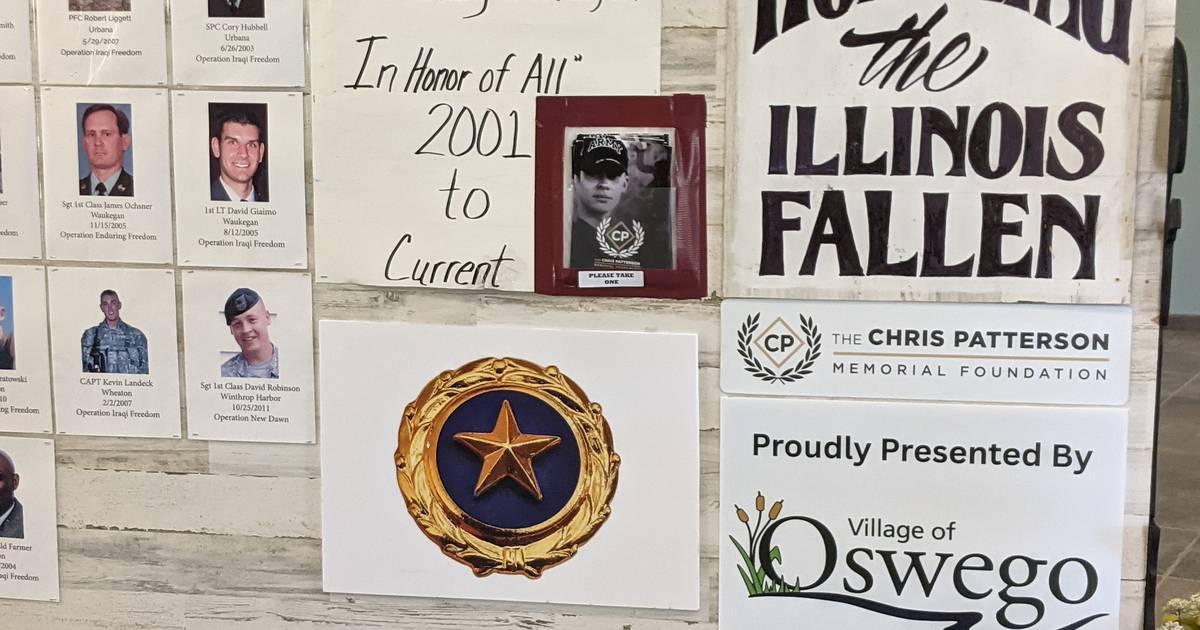 PFC Robert Liggett
Urbana
5/29/2007
Operation Iraqi Freedom
SPC Cory Hubbell
Urbana
6/26/2003
Operation Iraqi Freedom
Sgt 1st Class James Ochsner
Waukegan
11/15/2005
Operation Enduring Freedom
1st LT David Giaimo
Waukegan
8/12/2005
Operation Iraqi Freedom
CAPT Kevin Landeck
Wheaton
2/2/2007
Operation Iraqi Freedom
Sgt 1st Class David Robinson
Winthrop Harbor
10/25/2011
Operation New Dawn
Farmer
In Honor of All"
2001
to
Current
ARMY
CP
PLEASE TAKE
ONE
the
ILLINOIS
FALLEN
CP
THE CHRIS PATTERSON
MEMORIAL FOUNDATION
Proudly Presented By
Village of
Oswego